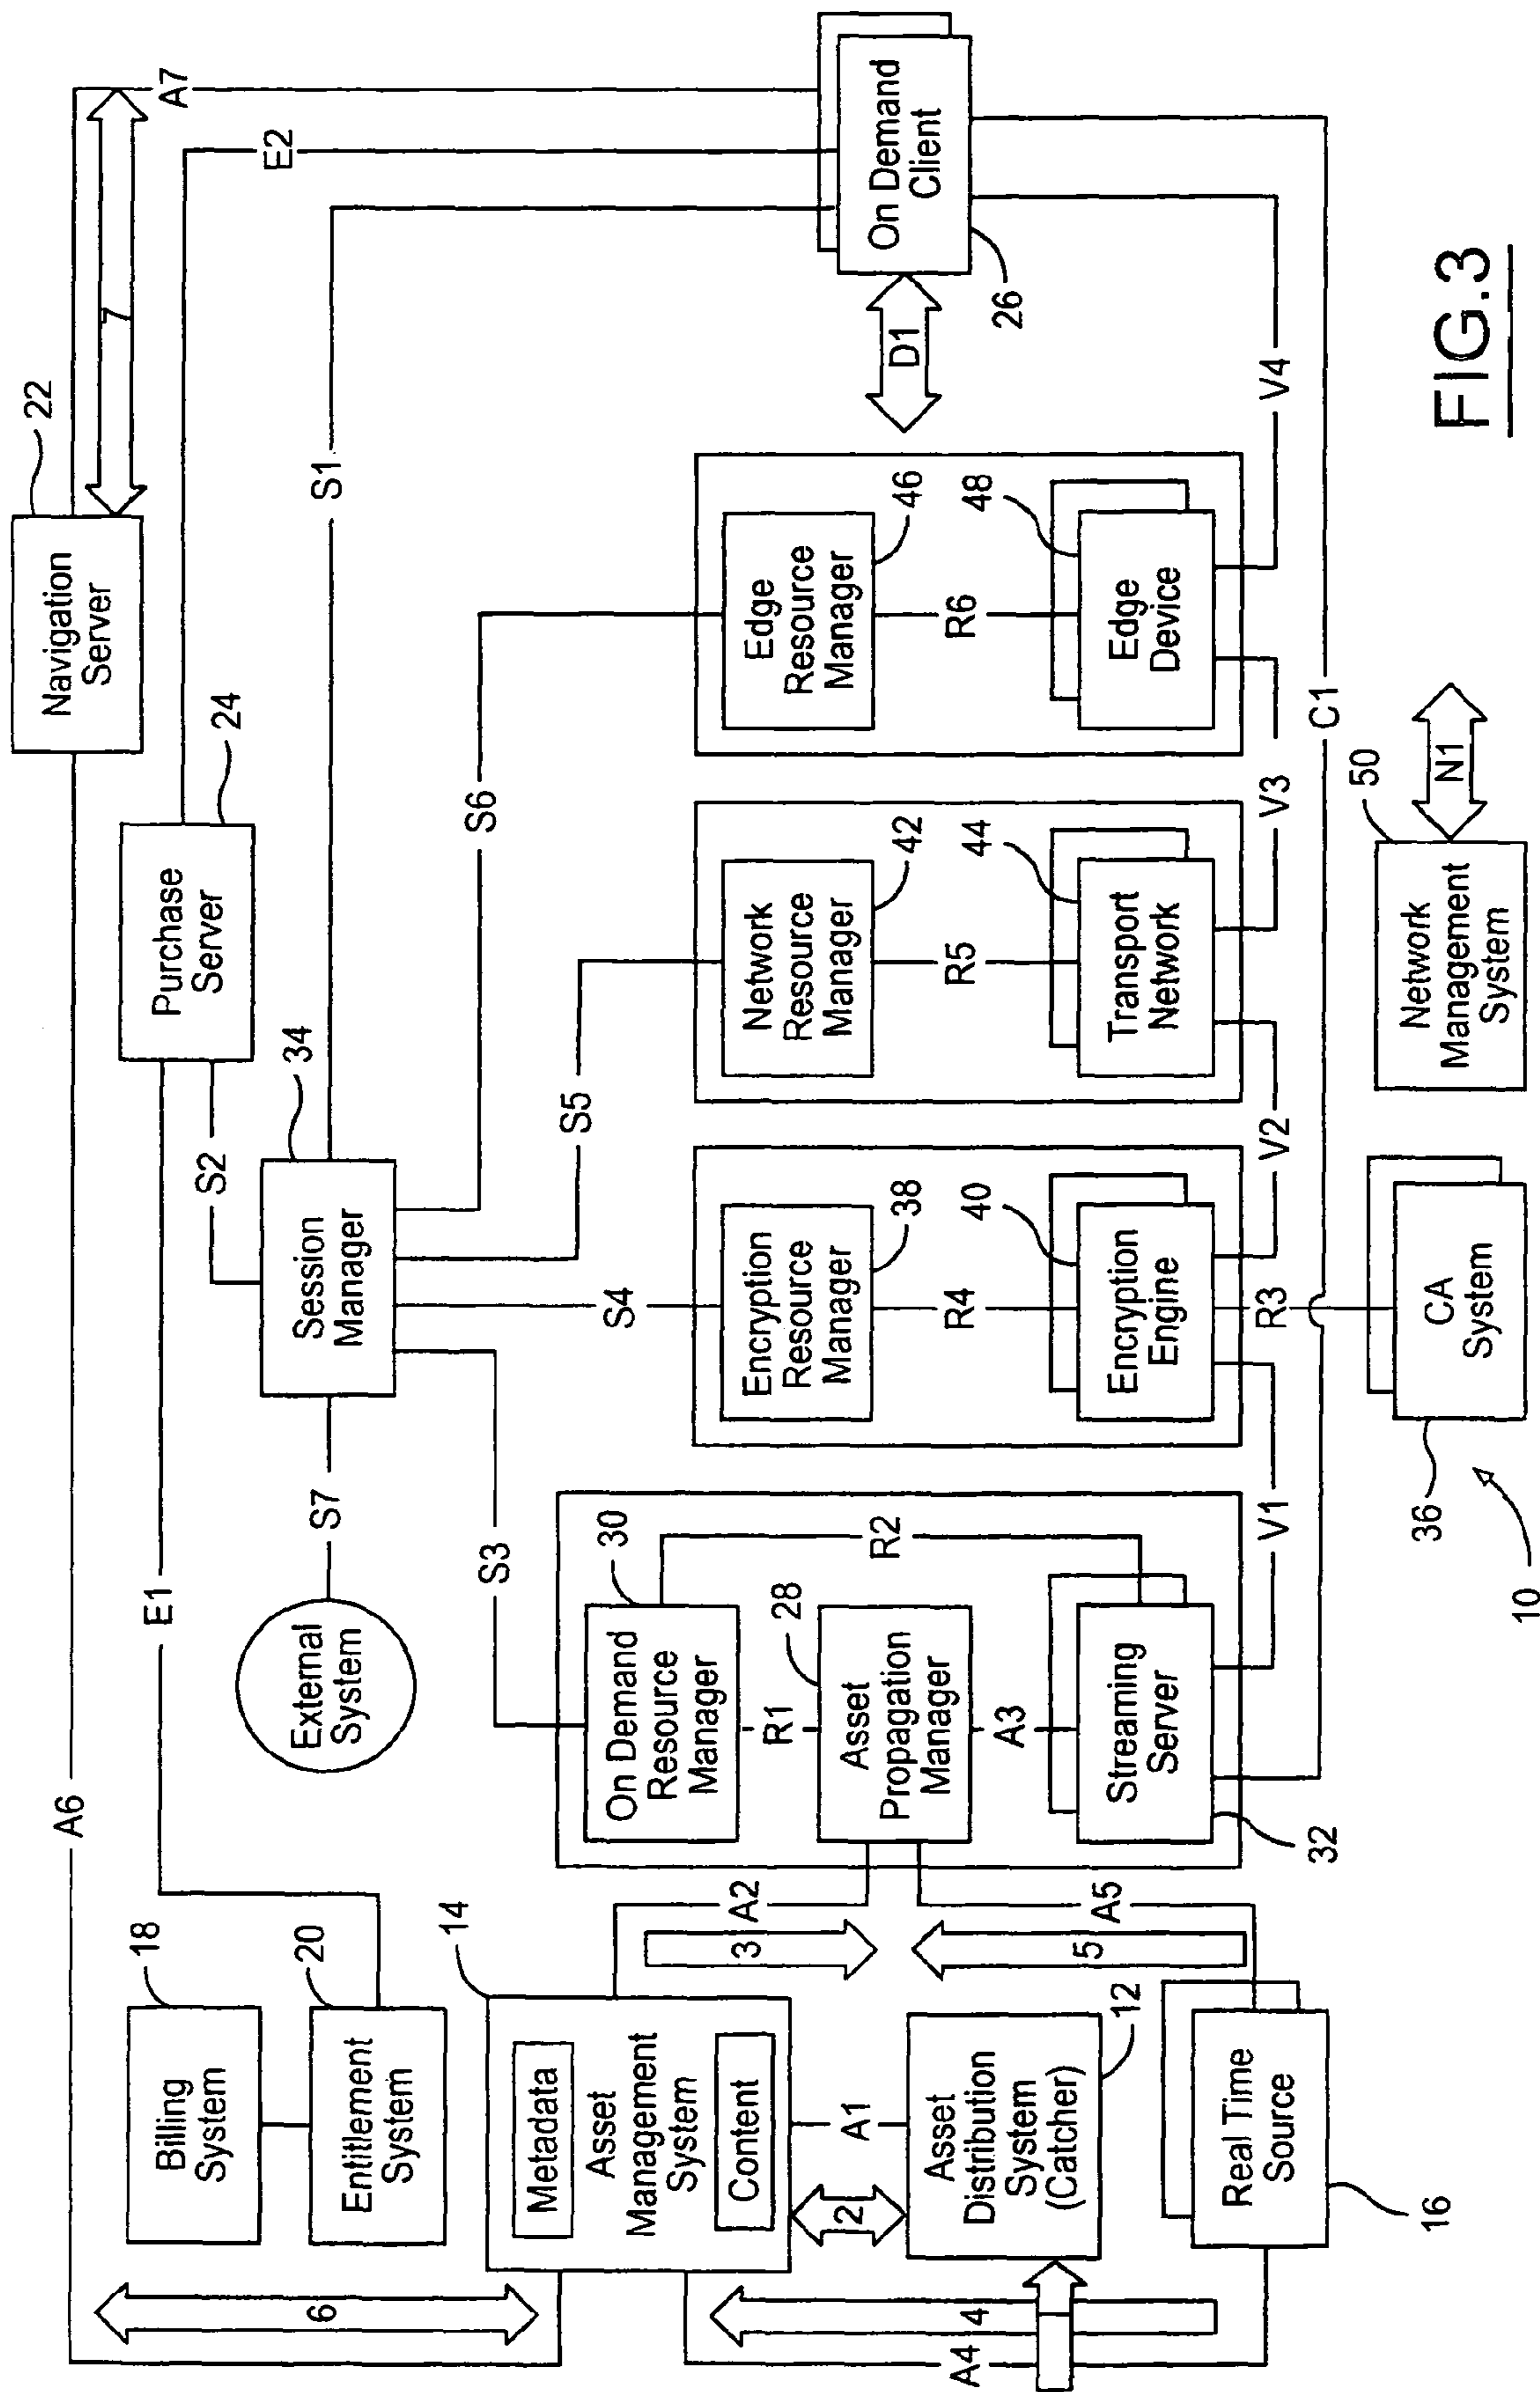 22
Navigation
Server
7
A7
A6
24
Purchase
Server
E2
E1
18
Billing
System
20
Entitlement
System
S2
34
Session
Manager
S1
S7
External
System
S3
S4
S5
S6
6
14
Metadata
Asset
Management
System
Content
A2
3
5
A5
2
A1
Asset
Distribution
System
(Catcher)
12
1
4
A4
Real Time
Source
16
30
On Demand
Resource
Manager
R1
R2
28
Asset
Propagation
Manager
A3
Streaming
Server
32
Encryption
Resource
Manager
38
R4
40
Encryption
Engine
R3
Network
Resource
Manager
42
R5
44
Transport
Network
Edge
Resource
Manager
46
R6
48
Edge
Device
D1
On Demand
Client
26
V1
V2
V3
V4
C1
36
CA
System
10
50
Network
Management
System
N1
FIG.3